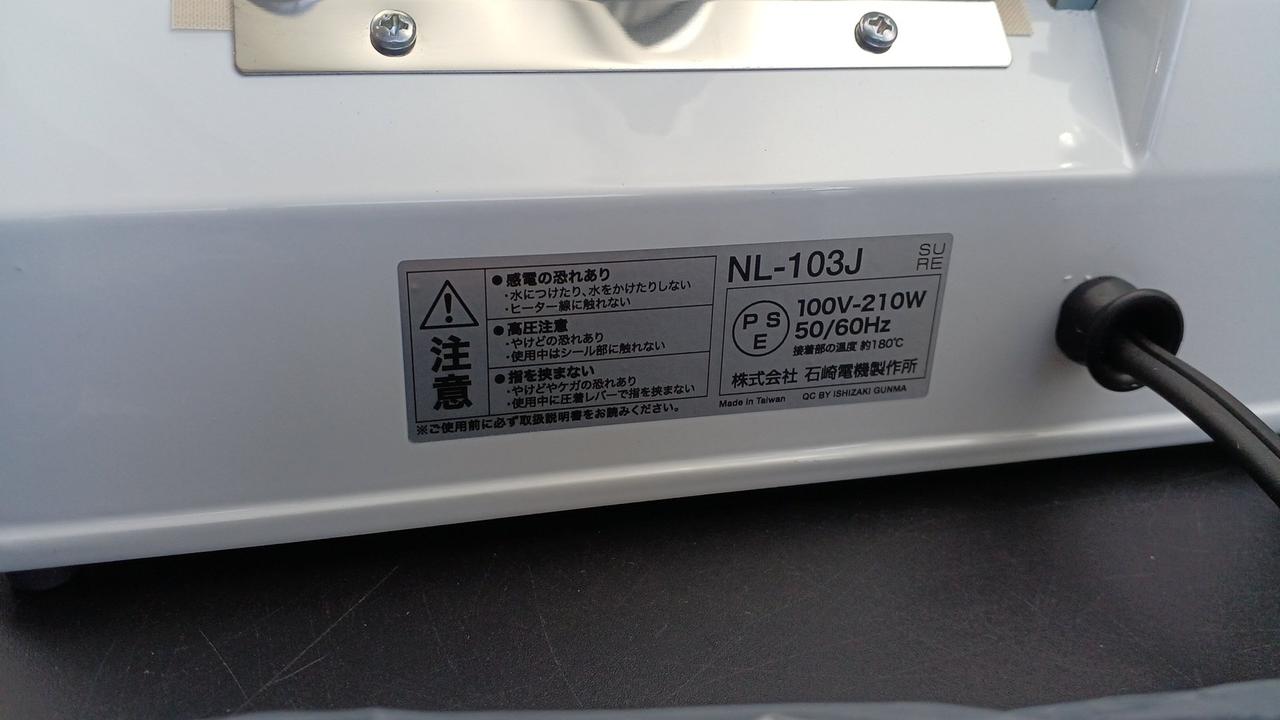 注意
●感電の恐れあり
・水につけたり、水をかけたりしない
・ヒーター線に触れない
●高圧注意
・やけどの恐れあり
・使用中はシール部に触れない
●指を挟まない
・やけどやケガの恐れあり
・使用中に圧着レバーで指を挟まない
※ご使用前に必ず取扱説明書をお読みください。
NL-103J
SU
RE
PS
E
100V-210W
50/60Hz
接着部の温度 約180℃
株式会社 石崎電機製作所
Made in Taiwan
QC BY ISHIZAKI GUNMA